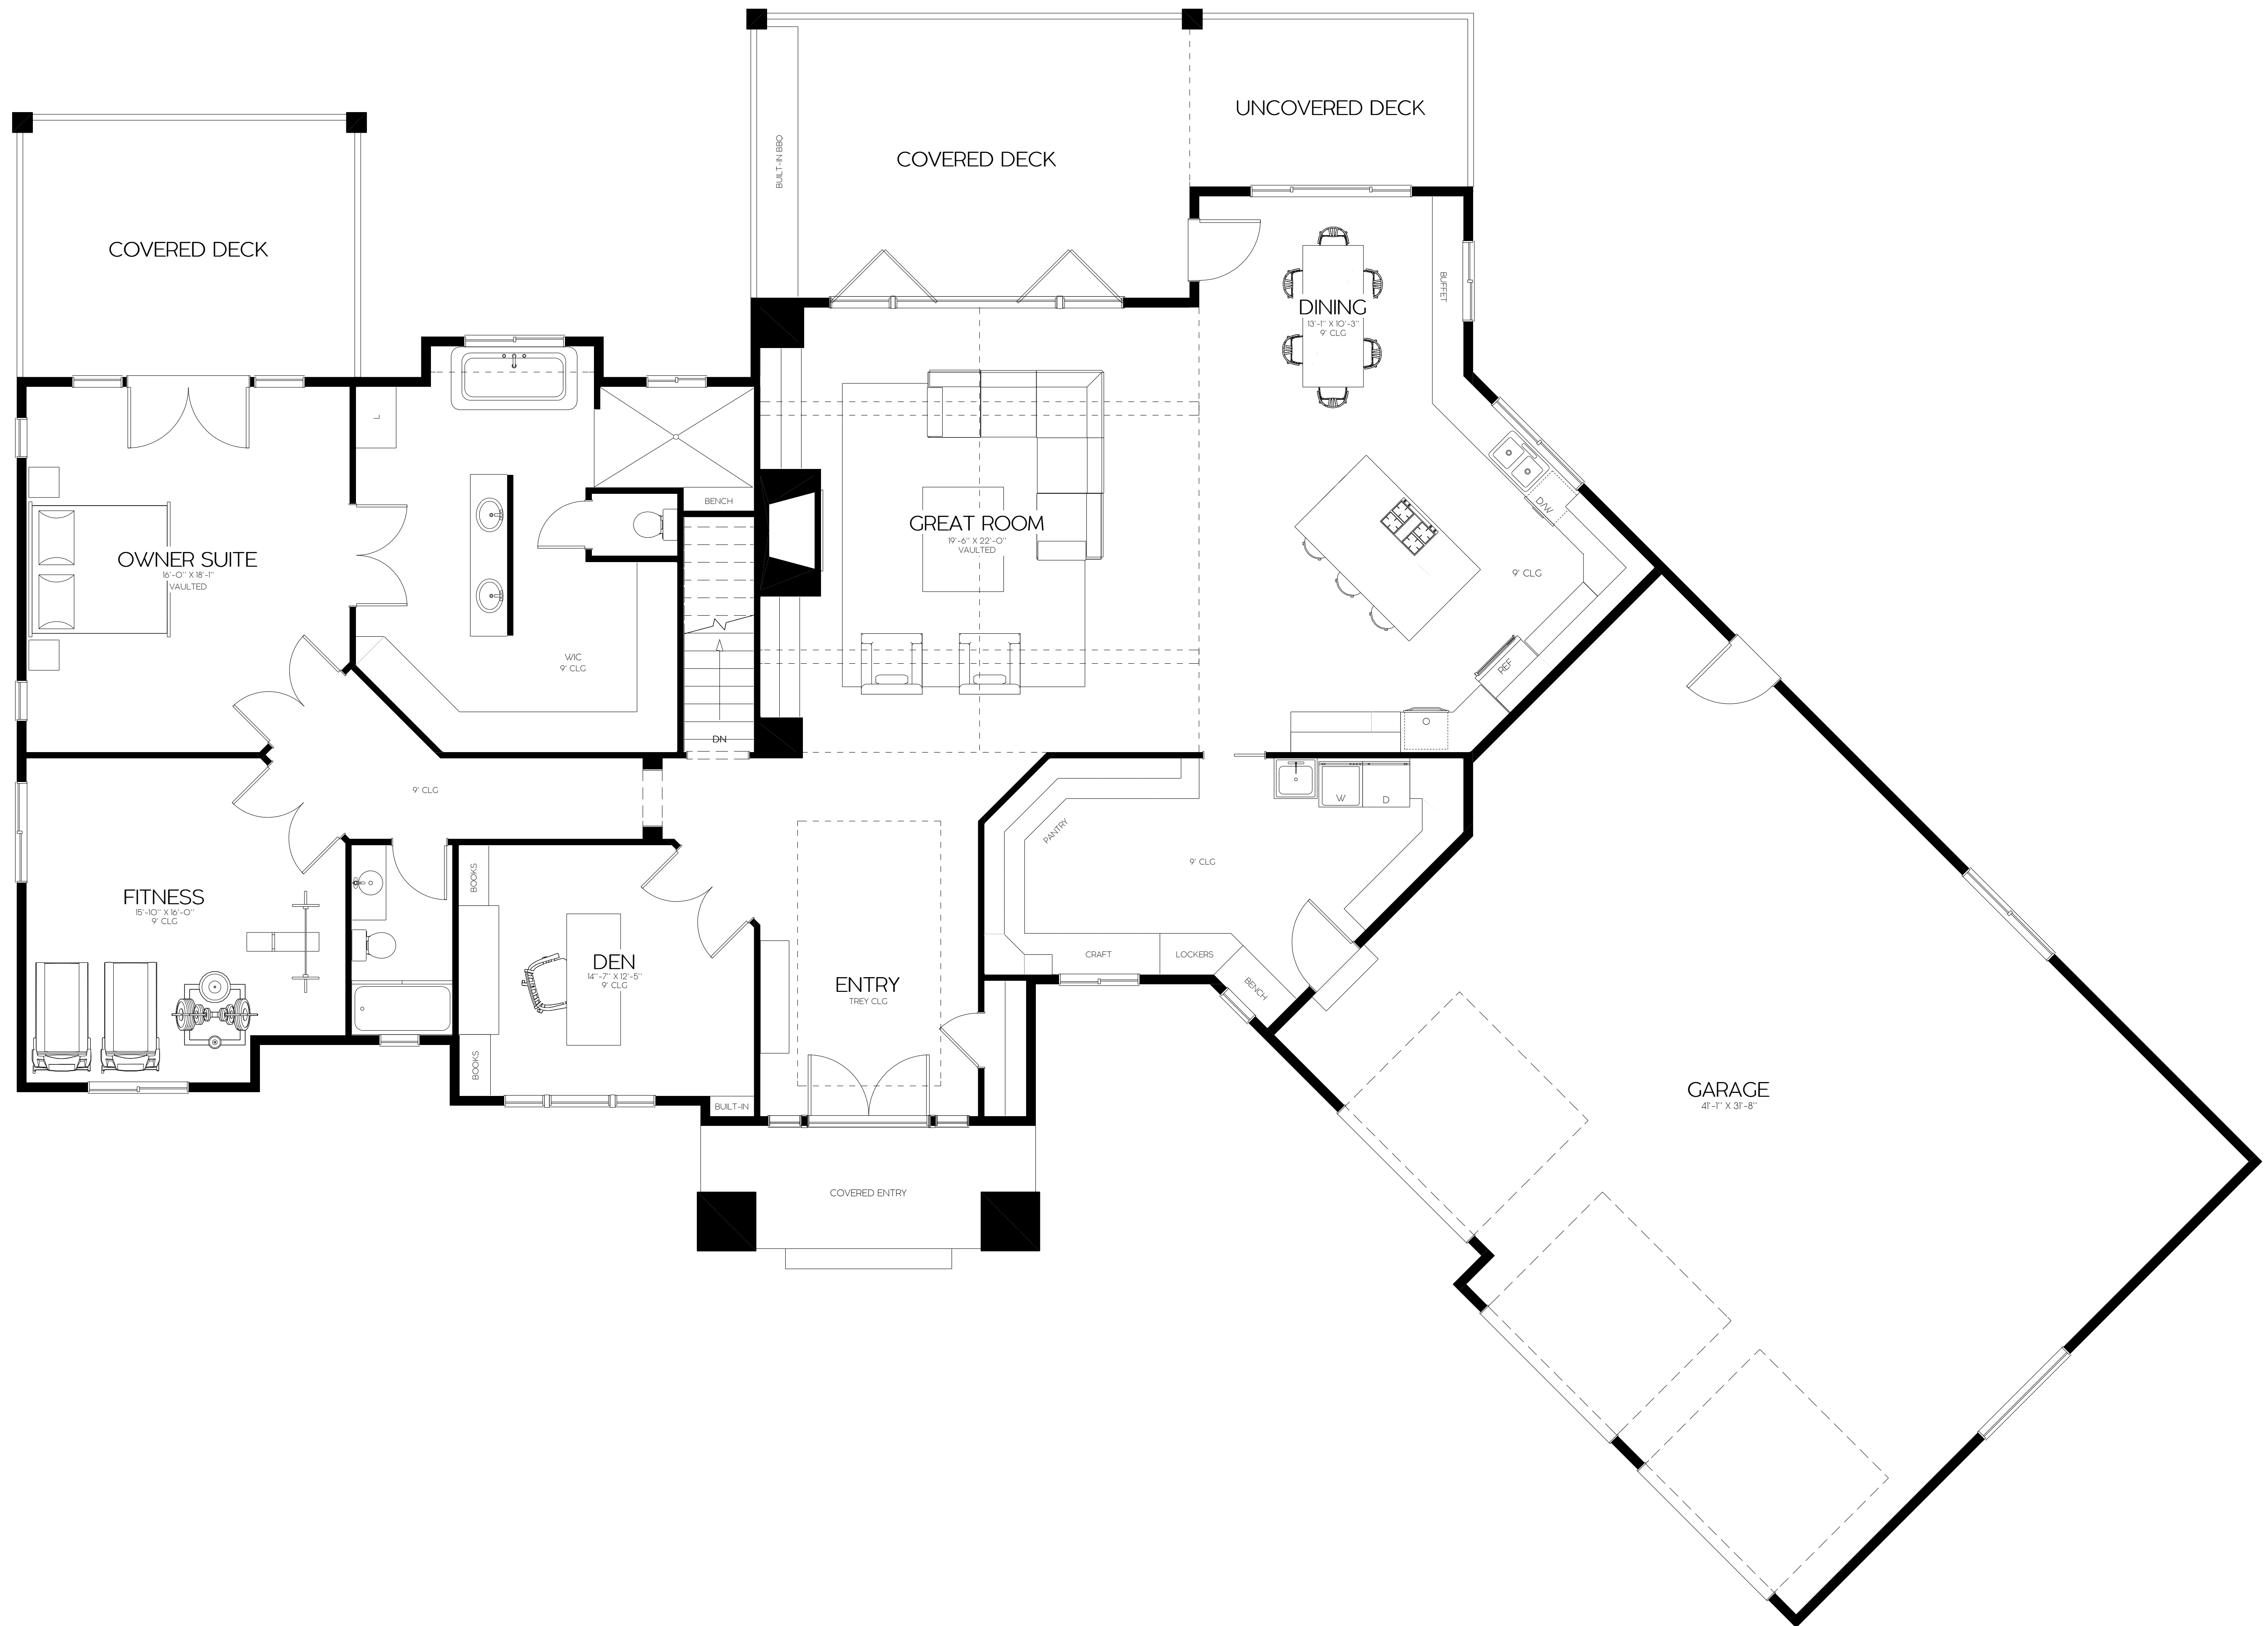 UNCOVERED DECK
COVERED DECK
BUILT-IN BBQ
COVERED DECK
BUFFET
DINING
13'-1" X 10'-3"
9' CLG
L
BENCH
D/W
GREAT ROOM
19'-6" X 22'-0"
VAULTED
OWNER SUITE
16'-0" X 18'-1"
VAULTED
9' CLG
WIC
9' CLG
REF
DN
9' CLG
W
D
PANTRY
9' CLG
BOOKS
FITNESS
15'-10" X 16'-0"
9' CLG
CRAFT
LOCKERS
BENCH
DEN
14'-7" X 12'-5"
9' CLG
ENTRY
TREY CLG
BOOKS
BUILT-IN
GARAGE
41'-1" X 31'-8"
COVERED ENTRY